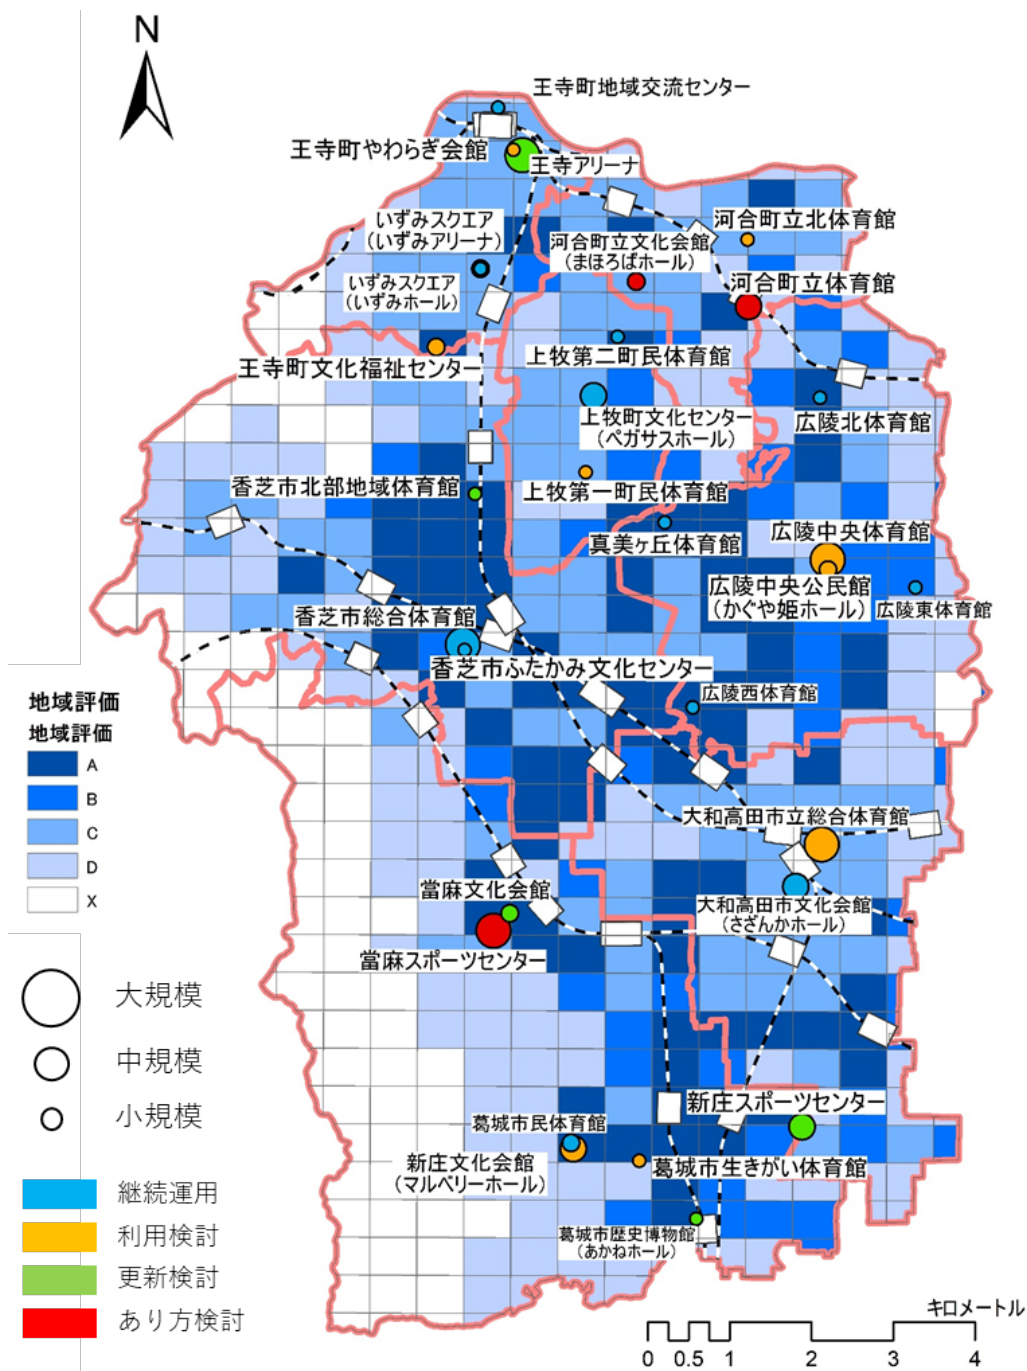 N
王寺町地域交流センター
王寺町やわらぎ会館
王寺アリーナ
いずみスクエア
(いずみアリーナ)
河合町立文化会館
(まほろばホール)
河合町立北体育館
いずみスクエア
(いずみホール)
河合町立体育館
上牧第二町民体育館
王寺町文化福祉センター
上牧町文化センター
(ペガサスホール)
広陵北体育館
香芝市北部地域体育館
上牧第一町民体育館
真美ヶ丘体育館
広陵中央体育館
広陵中央公民館
(かぐや姫ホール)
広陵東体育館
香芝市総合体育館
香芝市ふたかみ文化センター
広陵西体育館
地域評価
地域評価
A
B
C
D
X
大和高田市立総合体育館
當麻文化会館
大和高田市文化会館
(さざんかホール)
當麻スポーツセンター
大規模
中規模
小規模
新庄スポーツセンター
葛城市民体育館
新庄文化会館
(マルベリーホール)
葛城市生きがい体育館
葛城市歴史博物館
(あかねホール)
継続運用
利用検討
更新検討
あり方検討
キロメートル
0 0.5 1 2 3 4